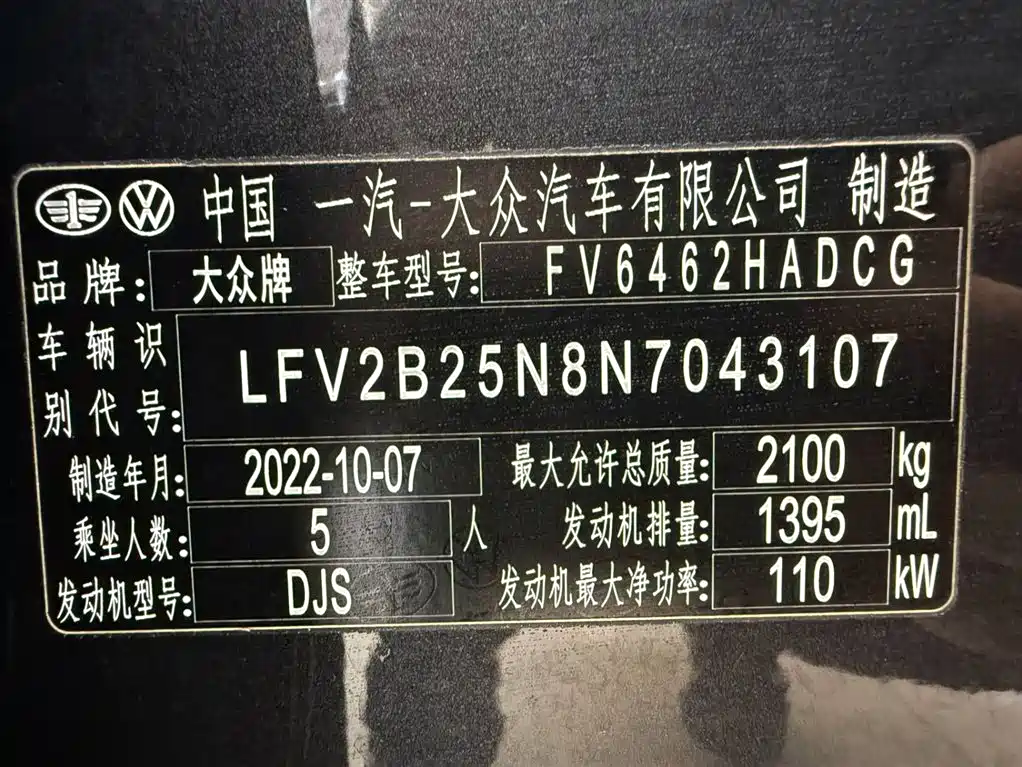 中国 一汽-大众汽车有限公司 制造
品牌: 大众牌 整车型号: FV6462HADCG
车辆识别代号: LFV2B25N8N7043107
制造年月: 2022-10-07 最大允许总质量: 2100 kg
乘坐人数: 5 人 发动机排量: 1395 mL
发动机型号: DJS 发动机最大净功率: 110 kW